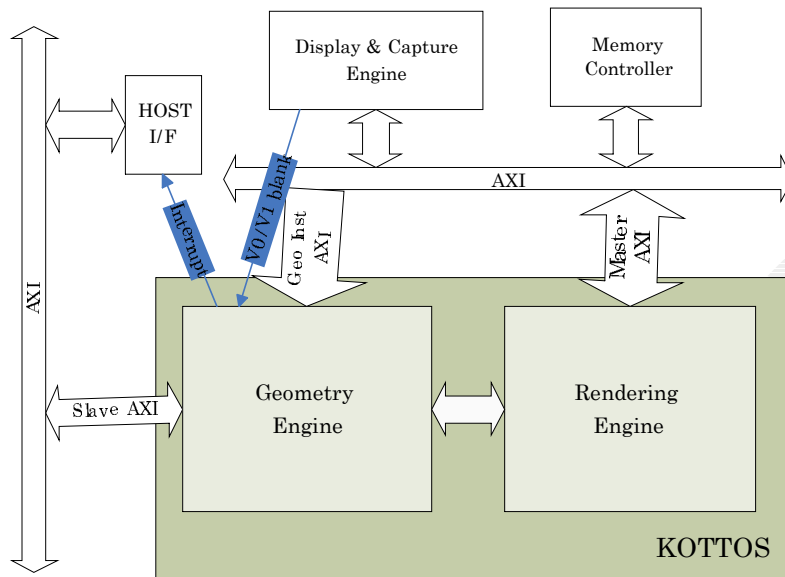 Display & Capture
Engine
Memory
Controller
HOST
I/F
AXI
V0/V1 blank
Interrupt
Geo Inst
AXI
Master
AXI
AXI
Slave AXI
Geometry
Engine
Rendering
Engine
KOTTOS